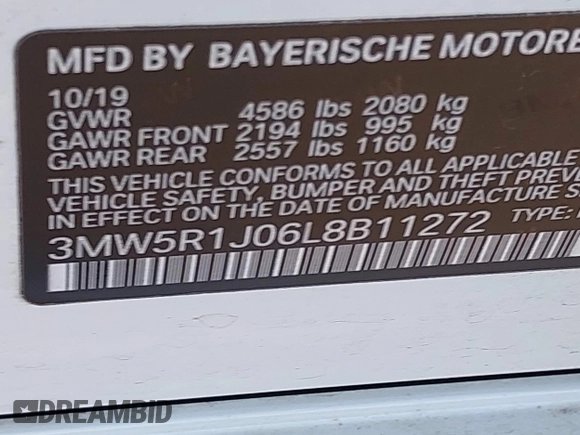 MFD BY BAYERISCHE MOTORE
10/19
GVWR 4586 lbs 2080 kg
GAWR FRONT 2194 lbs 995 kg
GAWR REAR 2557 lbs 1160 kg
THIS VEHICLE CONFORMS TO ALL APPLICABLE
VEHICLE SAFETY, BUMPER AND THEFT PREVE
IN EFFECT ON THE DATE OF MANUFACTURE S
3MW5R1J06L8B11272 TYPE:
DREAMBID